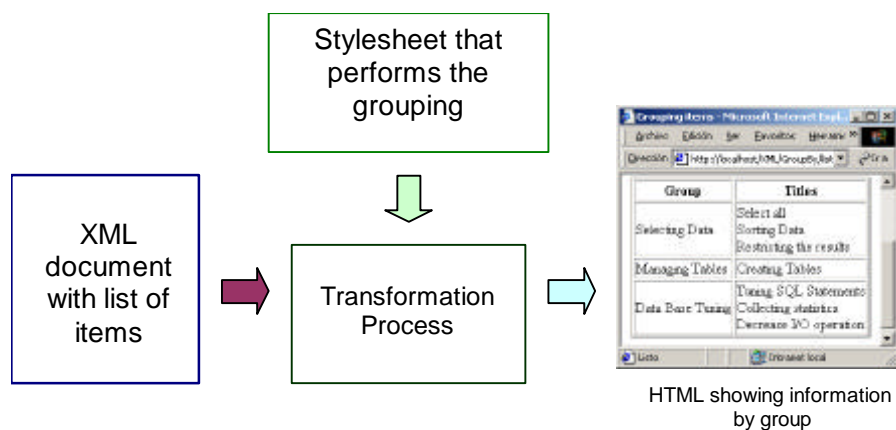 Stylesheet that
performs the
grouping
XML
document
with list of
items
Transformation
Process
Grouping items - Microsoft Internet Expl...
Archivo Edición Ver Favoritos
Dirección http://localhost/XML/GroupBy/list
Group Titles
Selecting Data
Select all
Sorting Data
Restricting the results
Managing Tables Creating Tables
Data Base Tuning
Tuning SQL Statements
Collecting statistics
Decrease I/O operation
Listo Intranet local
HTML showing information
by group